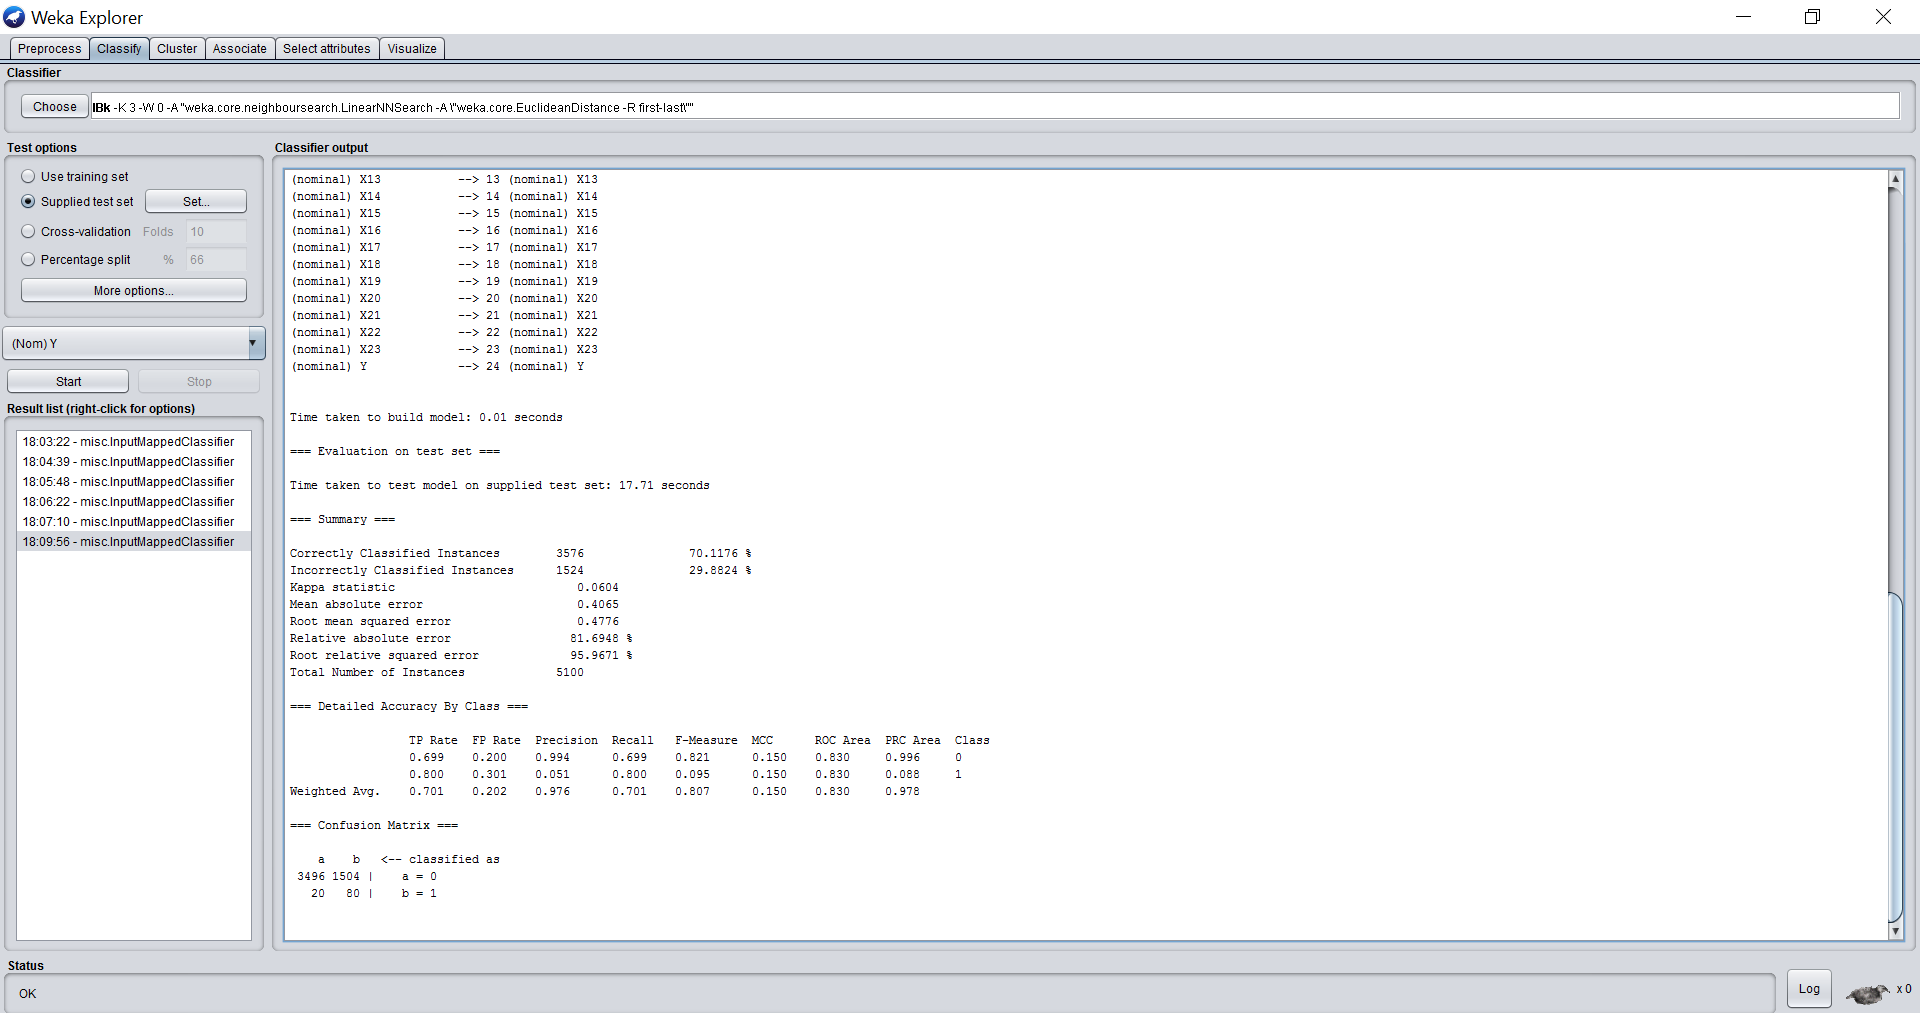 Weka Explorer
Preprocess Classify Cluster Associate Select attributes Visualize
Classifier
Choose IBk -K 3 -W 0 -A "weka.core.neighboursearch.LinearNNSearch -A \"weka.core.EuclideanDistance -R first-last\""
Test options
Use training set
Supplied test set Set...
Cross-validation Folds 10
Percentage split % 66
More options...
(Nom) Y
Start Stop
Result list (right-click for options)
18:03:22 - misc.InputMappedClassifier
18:04:39 - misc.InputMappedClassifier
18:05:48 - misc.InputMappedClassifier
18:06:22 - misc.InputMappedClassifier
18:07:10 - misc.InputMappedClassifier
18:09:56 - misc.InputMappedClassifier
Classifier output
(nominal) X13 --> 13 (nominal) X13
(nominal) X14 --> 14 (nominal) X14
(nominal) X15 --> 15 (nominal) X15
(nominal) X16 --> 16 (nominal) X16
(nominal) X17 --> 17 (nominal) X17
(nominal) X18 --> 18 (nominal) X18
(nominal) X19 --> 19 (nominal) X19
(nominal) X20 --> 20 (nominal) X20
(nominal) X21 --> 21 (nominal) X21
(nominal) X22 --> 22 (nominal) X22
(nominal) X23 --> 23 (nominal) X23
(nominal) Y --> 24 (nominal) Y
Time taken to build model: 0.01 seconds
=== Evaluation on test set ===
Time taken to test model on supplied test set: 17.71 seconds
=== Summary ===
Correctly Classified Instances 3576 70.1176 %
Incorrectly Classified Instances 1524 29.8824 %
Kappa statistic 0.0604
Mean absolute error 0.4065
Root mean squared error 0.4776
Relative absolute error 81.6948 %
Root relative squared error 95.9671 %
Total Number of Instances 5100
=== Detailed Accuracy By Class ===
TP Rate FP Rate Precision Recall F-Measure MCC ROC Area PRC Area Class
0.699 0.200 0.994 0.699 0.821 0.150 0.830 0.996 0
0.800 0.301 0.051 0.800 0.095 0.150 0.830 0.088 1
Weighted Avg. 0.701 0.202 0.976 0.701 0.807 0.150 0.830 0.978
=== Confusion Matrix ===
a b <-- classified as
3496 1504 | a = 0
20 80 | b = 1
Status
OK
Log x 0